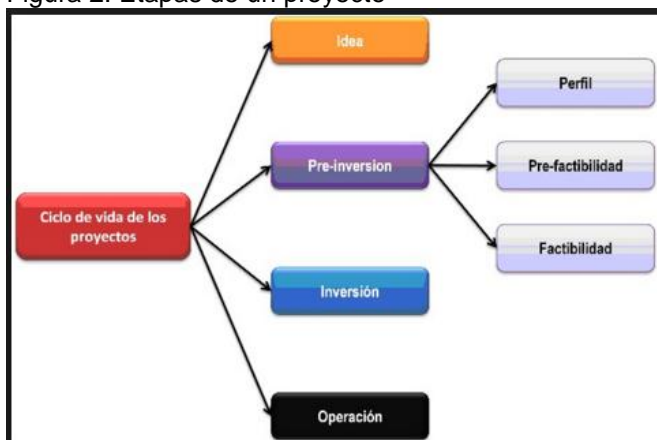 Figura 2. Etapas de un proyecto
Idea
Perfil
Pre-inversion
Pre-factibilidad
Ciclo de vida de los
proyectos
Factibilidad
Inversión
Operación